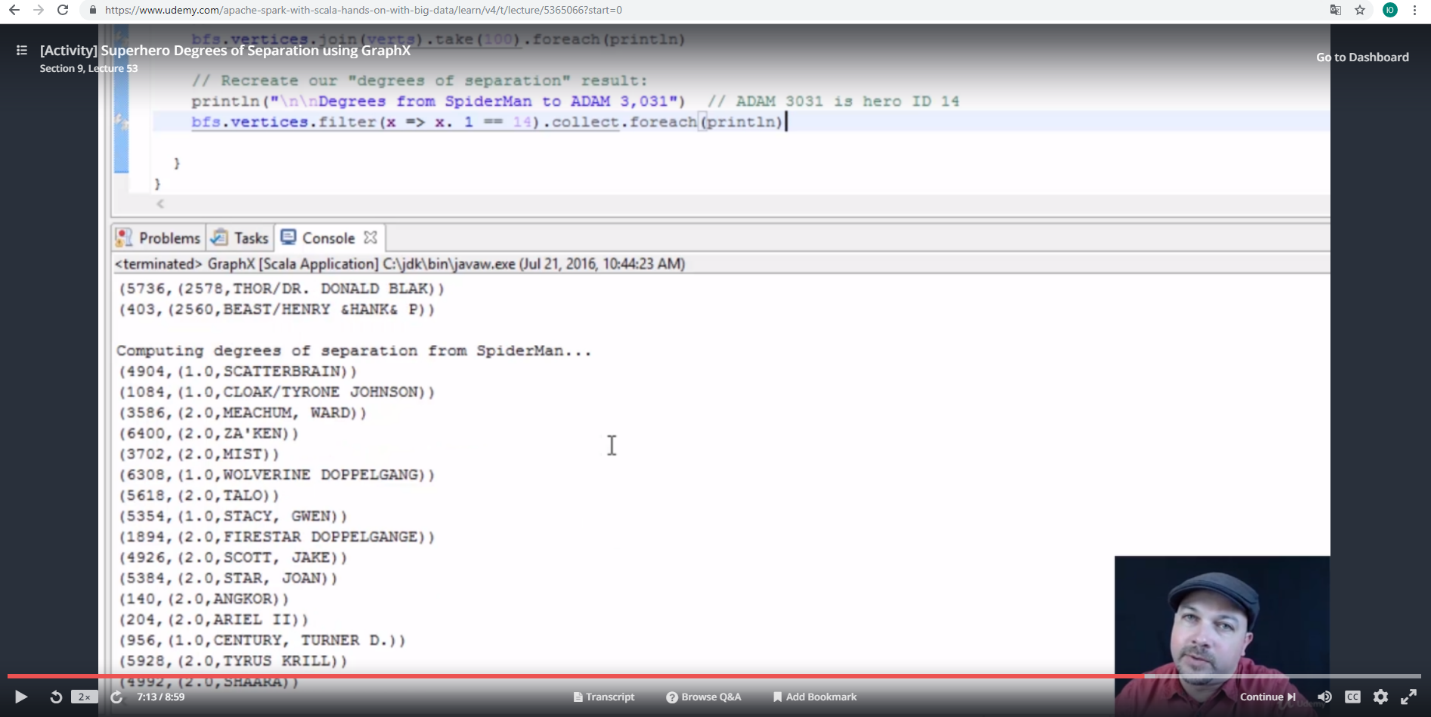 https://www.udemy.com/apache-spark-with-scala-hands-on-with-big-data/learn/v4/t/lecture/5365066?start=0
IO
bfs.vertices.join(verts).take(100).foreach(println)
[Activity] Superhero Degrees of Separation using GraphX
Go to Dashboard
Section 9, Lecture 53
// Recreate our "degrees of separation" result:
println("\n\nDegrees from SpiderMan to ADAM 3,031")  // ADAM 3031 is hero ID 14
bfs.vertices.filter(x => x._1 == 14).collect.foreach(println)
}
}
Problems Tasks Console
<terminated> GraphX [Scala Application] C:\jdk\bin\javaw.exe (Jul 21, 2016, 10:44:23 AM)
(5736,(2578,THOR/DR. DONALD BLAK))
(403,(2560,BEAST/HENRY &HANK& P))
Computing degrees of separation from SpiderMan...
(4904,(1.0,SCATTERBRAIN))
(1084,(1.0,CLOAK/TYRONE JOHNSON))
(3586,(2.0,MEACHUM, WARD))
(6400,(2.0,ZA'KEN))
(3702,(2.0,MIST))
(6308,(1.0,WOLVERINE DOPPELGANG))
(5618,(2.0,TALO))
(5354,(1.0,STACY, GWEN))
(1894,(2.0,FIRESTAR DOPPELGANGE))
(4926,(2.0,SCOTT, JAKE))
(5384,(2.0,STAR, JOAN))
(140,(2.0,ANGKOR))
(204,(2.0,ARIEL II))
(956,(1.0,CENTURY, TURNER D.))
(5928,(2.0,TYRUS KRILL))
(4992,(2.0,SHAARA))
2x 7:13 / 8:59 Transcript Browse Q&A Add Bookmark Continue CC